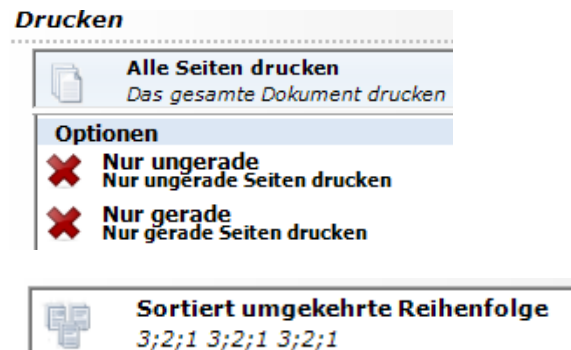 Drucken
Alle Seiten drucken
Das gesamte Dokument drucken
Optionen
Nur ungerade
Nur ungerade Seiten drucken
Nur gerade
Nur gerade Seiten drucken
Sortiert umgekehrte Reihenfolge
3;2;1 3;2;1 3;2;1